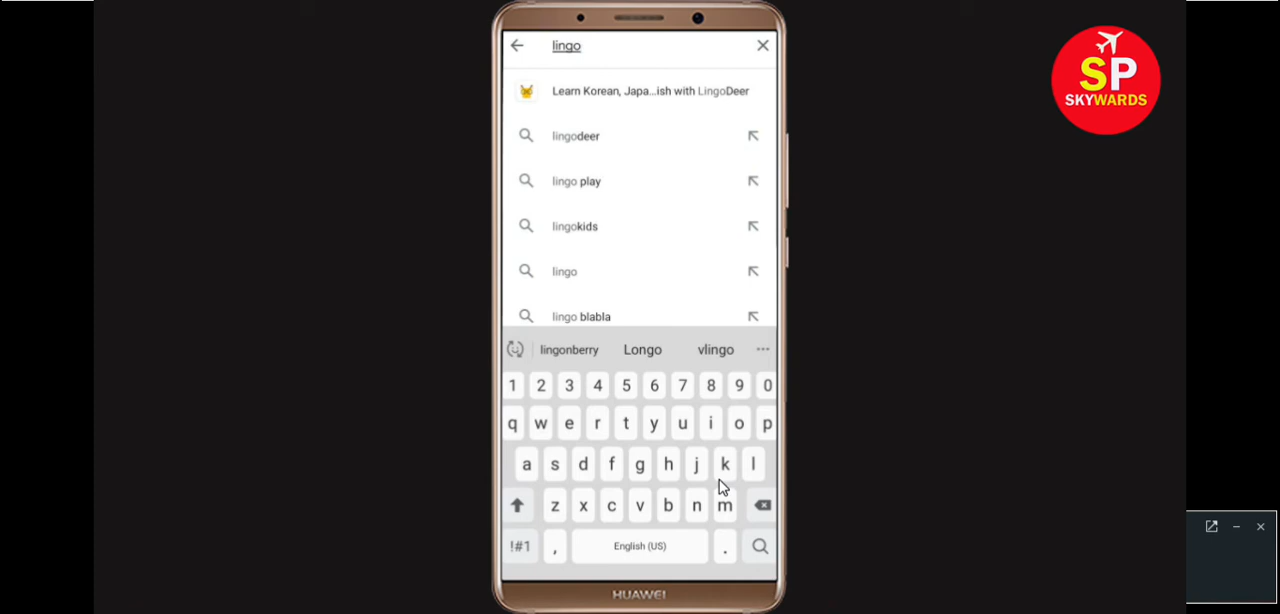 lingo
SP
SKYWARDS
Learn Korean, Japa...ish with LingoDeer
lingodeer
lingo play
lingokids
lingo
lingo blabla
lingonberry Longo vlingo ...
1 2 3 4 5 6 7 8 9 0
q w e r t y u i o p
a s d f g h j k l
z x c v b n m
!#1 , English (US) .
HUAWEI